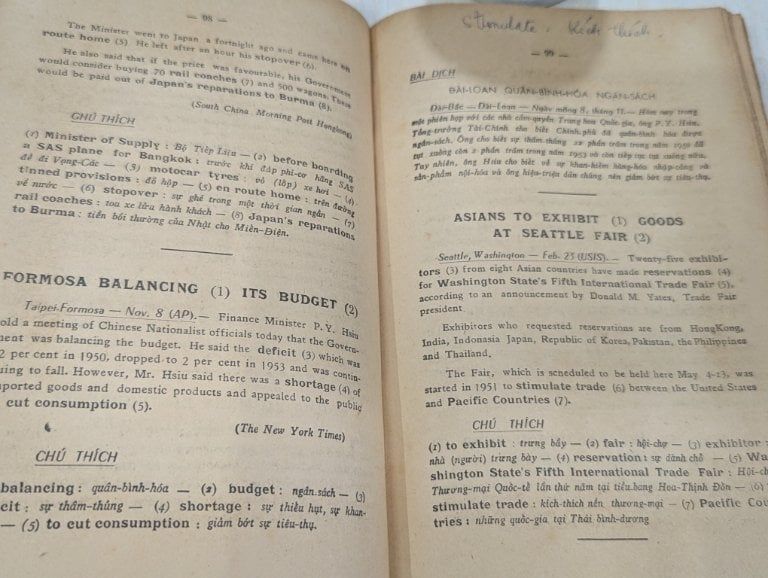 — 98 —
The Minister went to Japan a fortnight ago and came here en
route home (5). He left after an hour his stopover (6).
He also said that if the price was favourable, his Government
would consider buying 70 rail coaches (7) and 500 wagons. These
would be paid out of Japan's reparations to Burma (8).
(South China Morning Post Hongkong)
CHÚ THÍCH
(1) Minister of Supply : Bộ Tiếp Liệu — (2) before boarding
a SAS plane for Bangkok : trước khi đáp phi-cơ hãng SAS
để đi Vọng-Các — (3) motocar tyres : vỏ (lốp) xe hơi — (4)
tinned provisions : đồ hộp — (5) en route home : trên đường
về nước — (6) stopover : sự ghé trong một thời gian ngắn — (7)
rail coaches : toa xe lửa hành khách — (8) Japan's reparations
to Burma : tiền bồi thường của Nhật cho Miến-Điện.
FORMOSA BALANCING (1) ITS BUDGET (2)
Taipei-Formosa — Nov. 8 (AP).— Finance Minister P. Y. Hsiu
old a meeting of Chinese Nationalist officials today that the Govern-
ment was balancing the budget. He said the deficit (3) which was
2 per cent in 1950, dropped to 2 per cent in 1953 and was contin-
uing to fall. However, Mr. Hsiu said there was a shortage (4) of
ported goods and domestic products and appealed to the public
cut consumption (5).
(The New York Times)
CHÚ THÍCH
balancing : quân-bình-hóa — (2) budget : ngân-sách — (3)
cit : sự thâm-thủng — (4) shortage : sự thiếu hụt, sự khan-
— (5) to cut consumption : giảm bớt sự tiêu-thụ.
Stimulate : Kích thích
— 99 —
BÀI DỊCH
ĐÀI-LOAN QUÂN-BÌNH-HÓA NGÂN-SÁCH
Đài-Bắc — Đài-Loan — Ngày mồng 8, tháng 11.— Hôm nay trong
một phiên họp với các nhà cầm-quyền Trung-hoa Quốc-gia, ông P. Y. Hsiu,
Tổng-trưởng Tài-Chính cho biết Chính-phủ đã quân-bình hóa được
ngân-sách. Ông cho biết sự thâm-thủng phần trăm trong năm 1950 đã
tụt xuống còn 2 phần trăm trong năm 1953 và còn tiếp tục tụt xuống nữa.
Tuy nhiên, ông Hsiu cho biết về sự khan-hiếm hàng-hóa nhập-cảng và
sản-phẩm nội-hóa và ông hiệu-triệu dân chúng nên giảm bớt sự tiêu-thụ.
ASIANS TO EXHIBIT (1) GOODS
AT SEATTLE FAIR (2)
Seattle, Washington — Feb. 25 (USIS). — Twenty-five exhibi-
tors (3) from eight Asian countries have made reservations (4)
for Washington State's Fifth International Trade Fair (5),
according to an announcement by Donald M. Yates, Trade Fair
president
Exhibitors who requested reservations are from HongKong,
India, Indonasia Japan, Republic of Korea, Pakistan, the Philippines
and Thailand.
The Fair, which is scheduled to be held here May 4-13, was
started in 1951 to stimulate trade (6) between the United States
and Pacific Countries (7).
CHÚ THÍCH
(1) to exhibit : trưng bầy — (2) fair : hội-chợ — (3) exhibitor :
nhà (người) trưng bày — (4) reservation : sự dành chỗ — (5) Wa-
shington State's Fifth International Trade Fair : Hội-chợ
Thương-mại Quốc-tế lần thứ năm tại tiểu-bang Hoa-Thịnh Đốn — (6)
stimulate trade : kích-thích nền thương-mại — (7) Pacific Coun-
tries : những quốc-gia tại Thái bình-dương